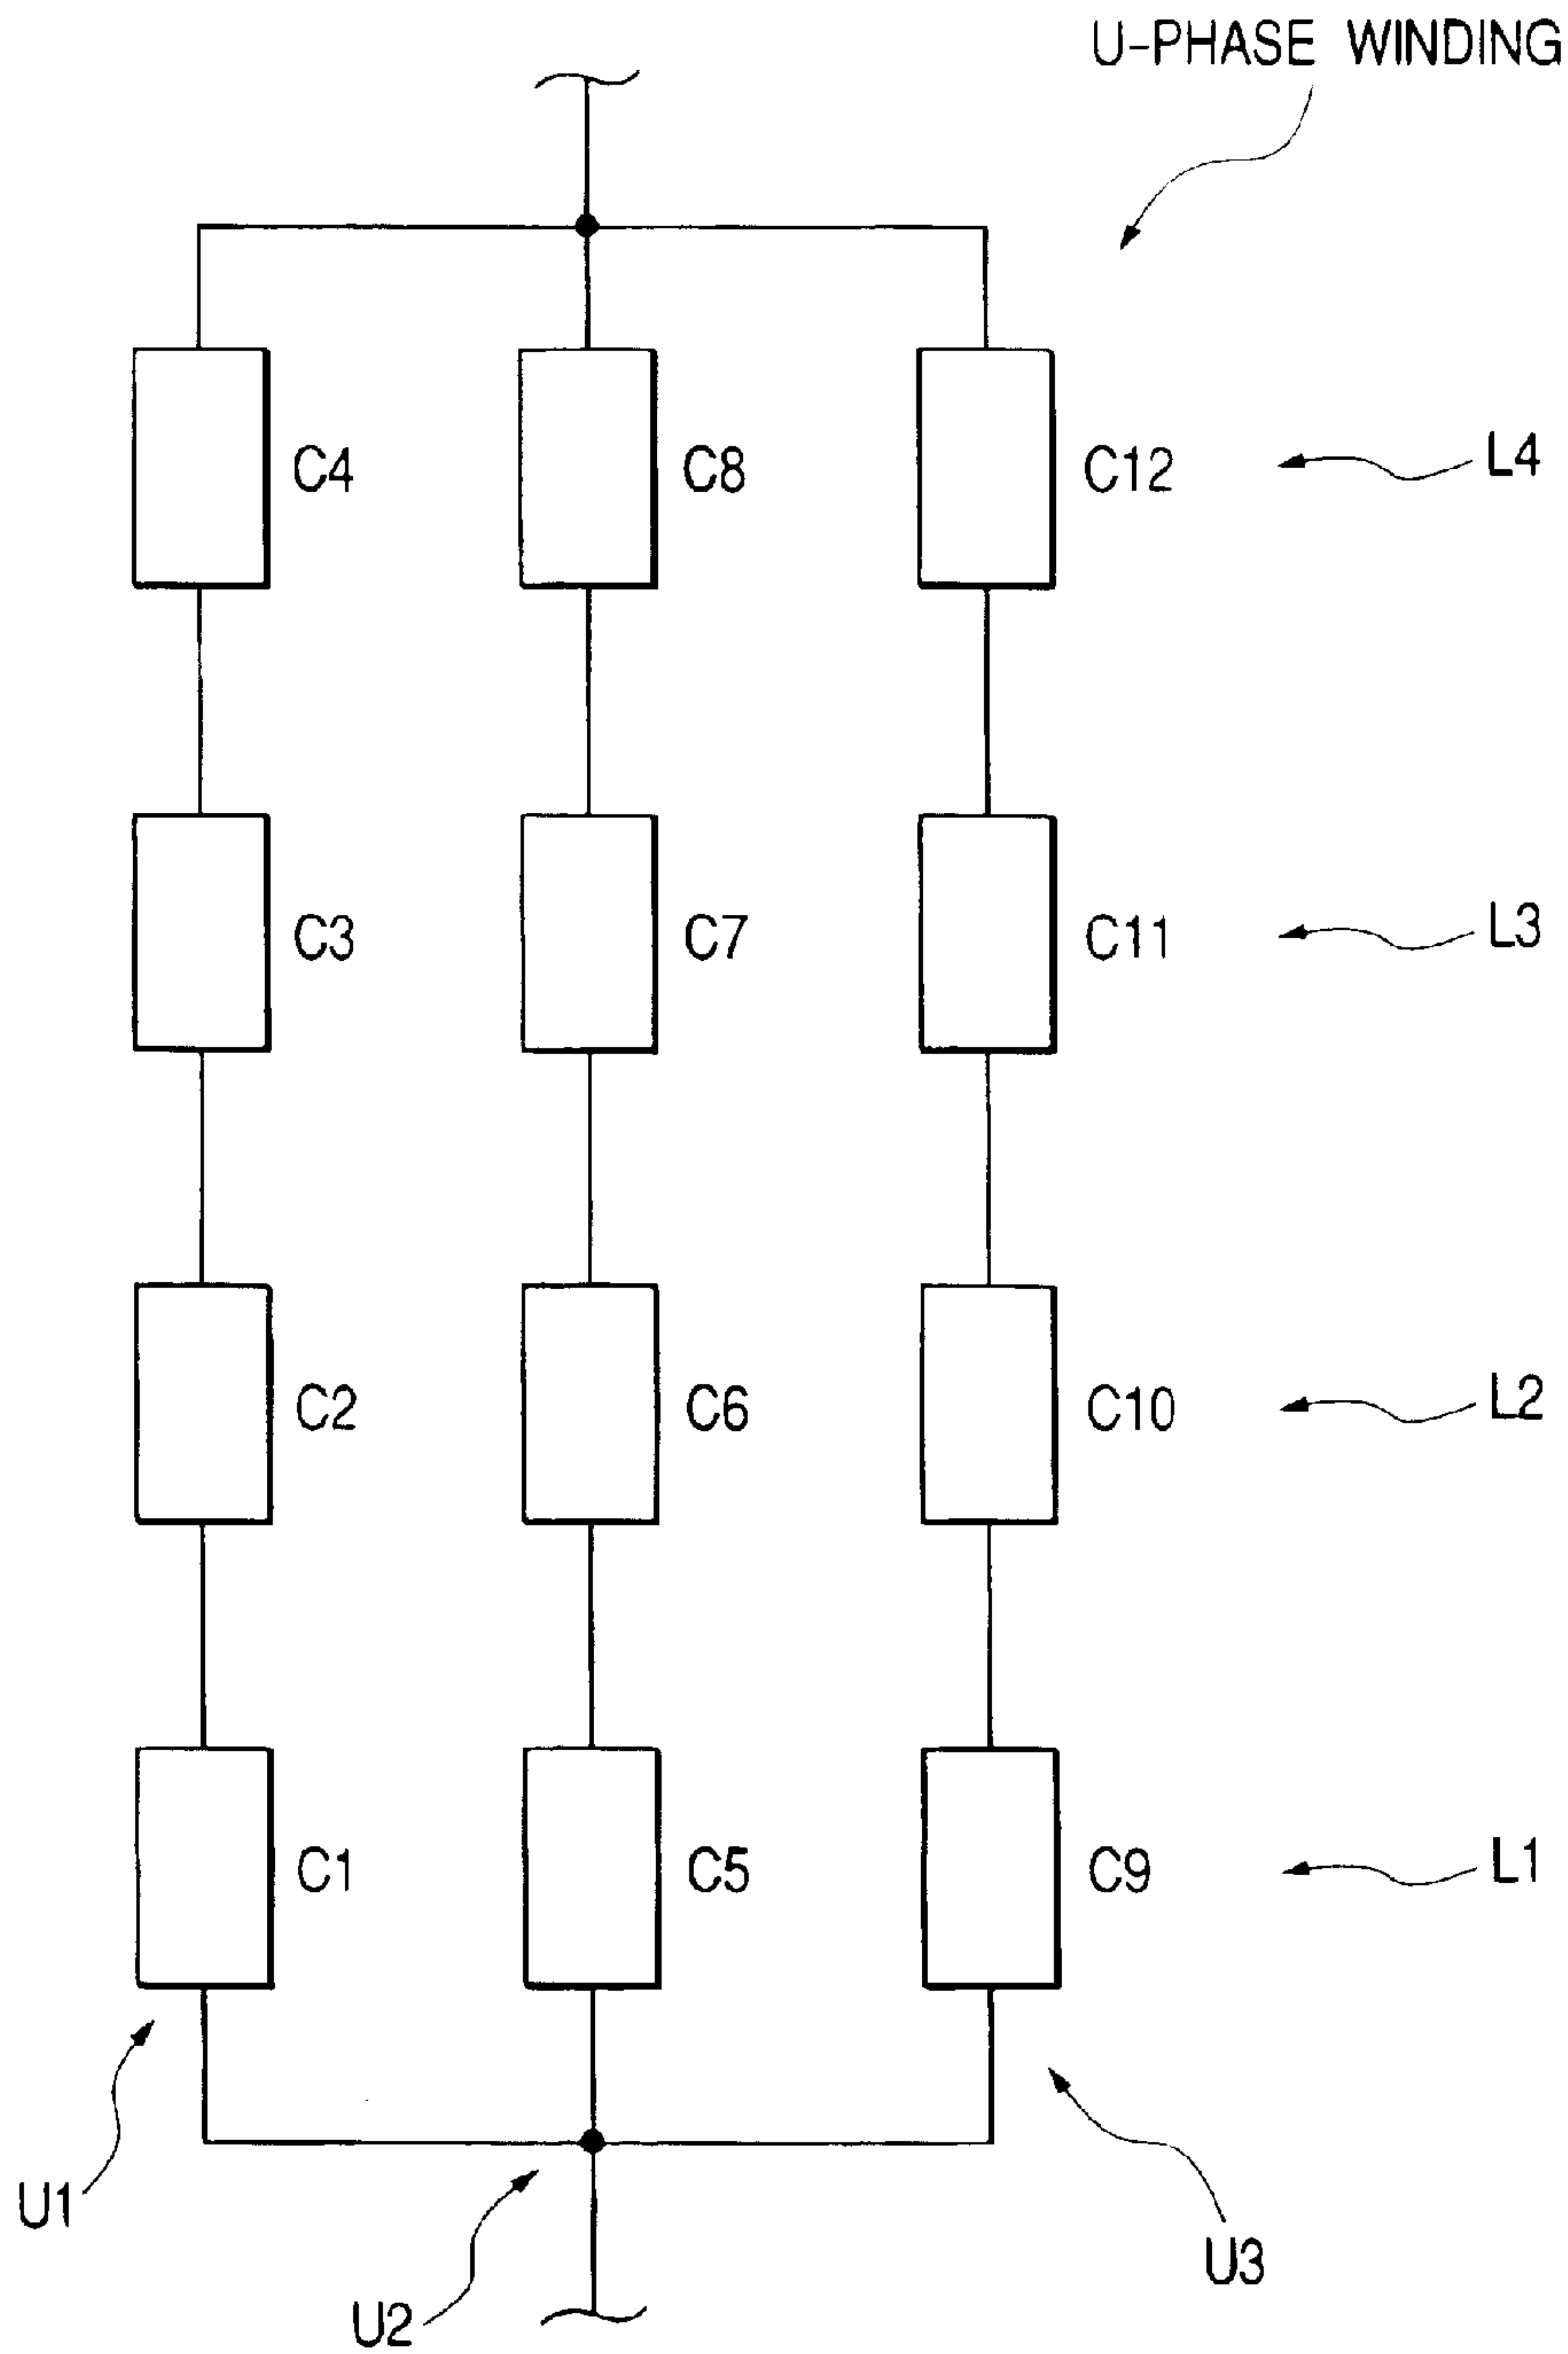 U-PHASE WINDING
C4 C8 C12 L4
C3 C7 C11 L3
C2 C6 C10 L2
C1 C5 C9 L1
U1
U3
U2